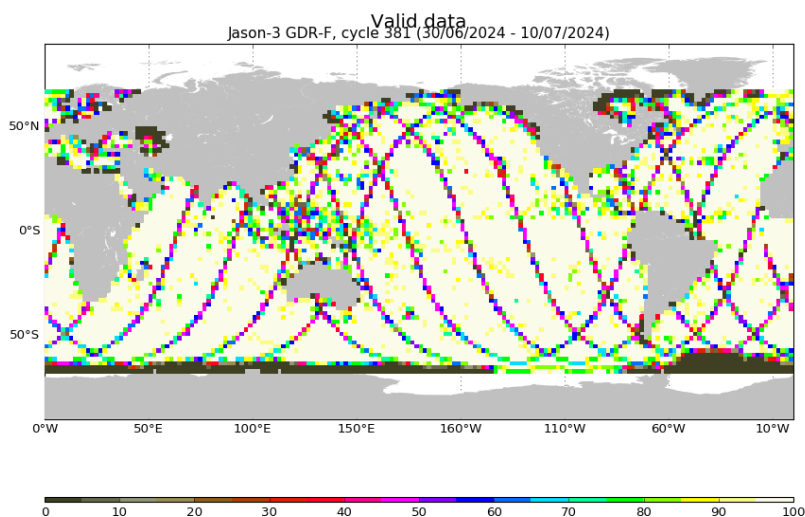 Valid data
Jason-3 GDR-F, cycle 381 (30/06/2024 - 10/07/2024)
50°N
0°S
50°S
0°W 50°E 100°E 150°E 160°W 110°W 60°W 10°W
0 10 20 30 40 50 60 70 80 90 100